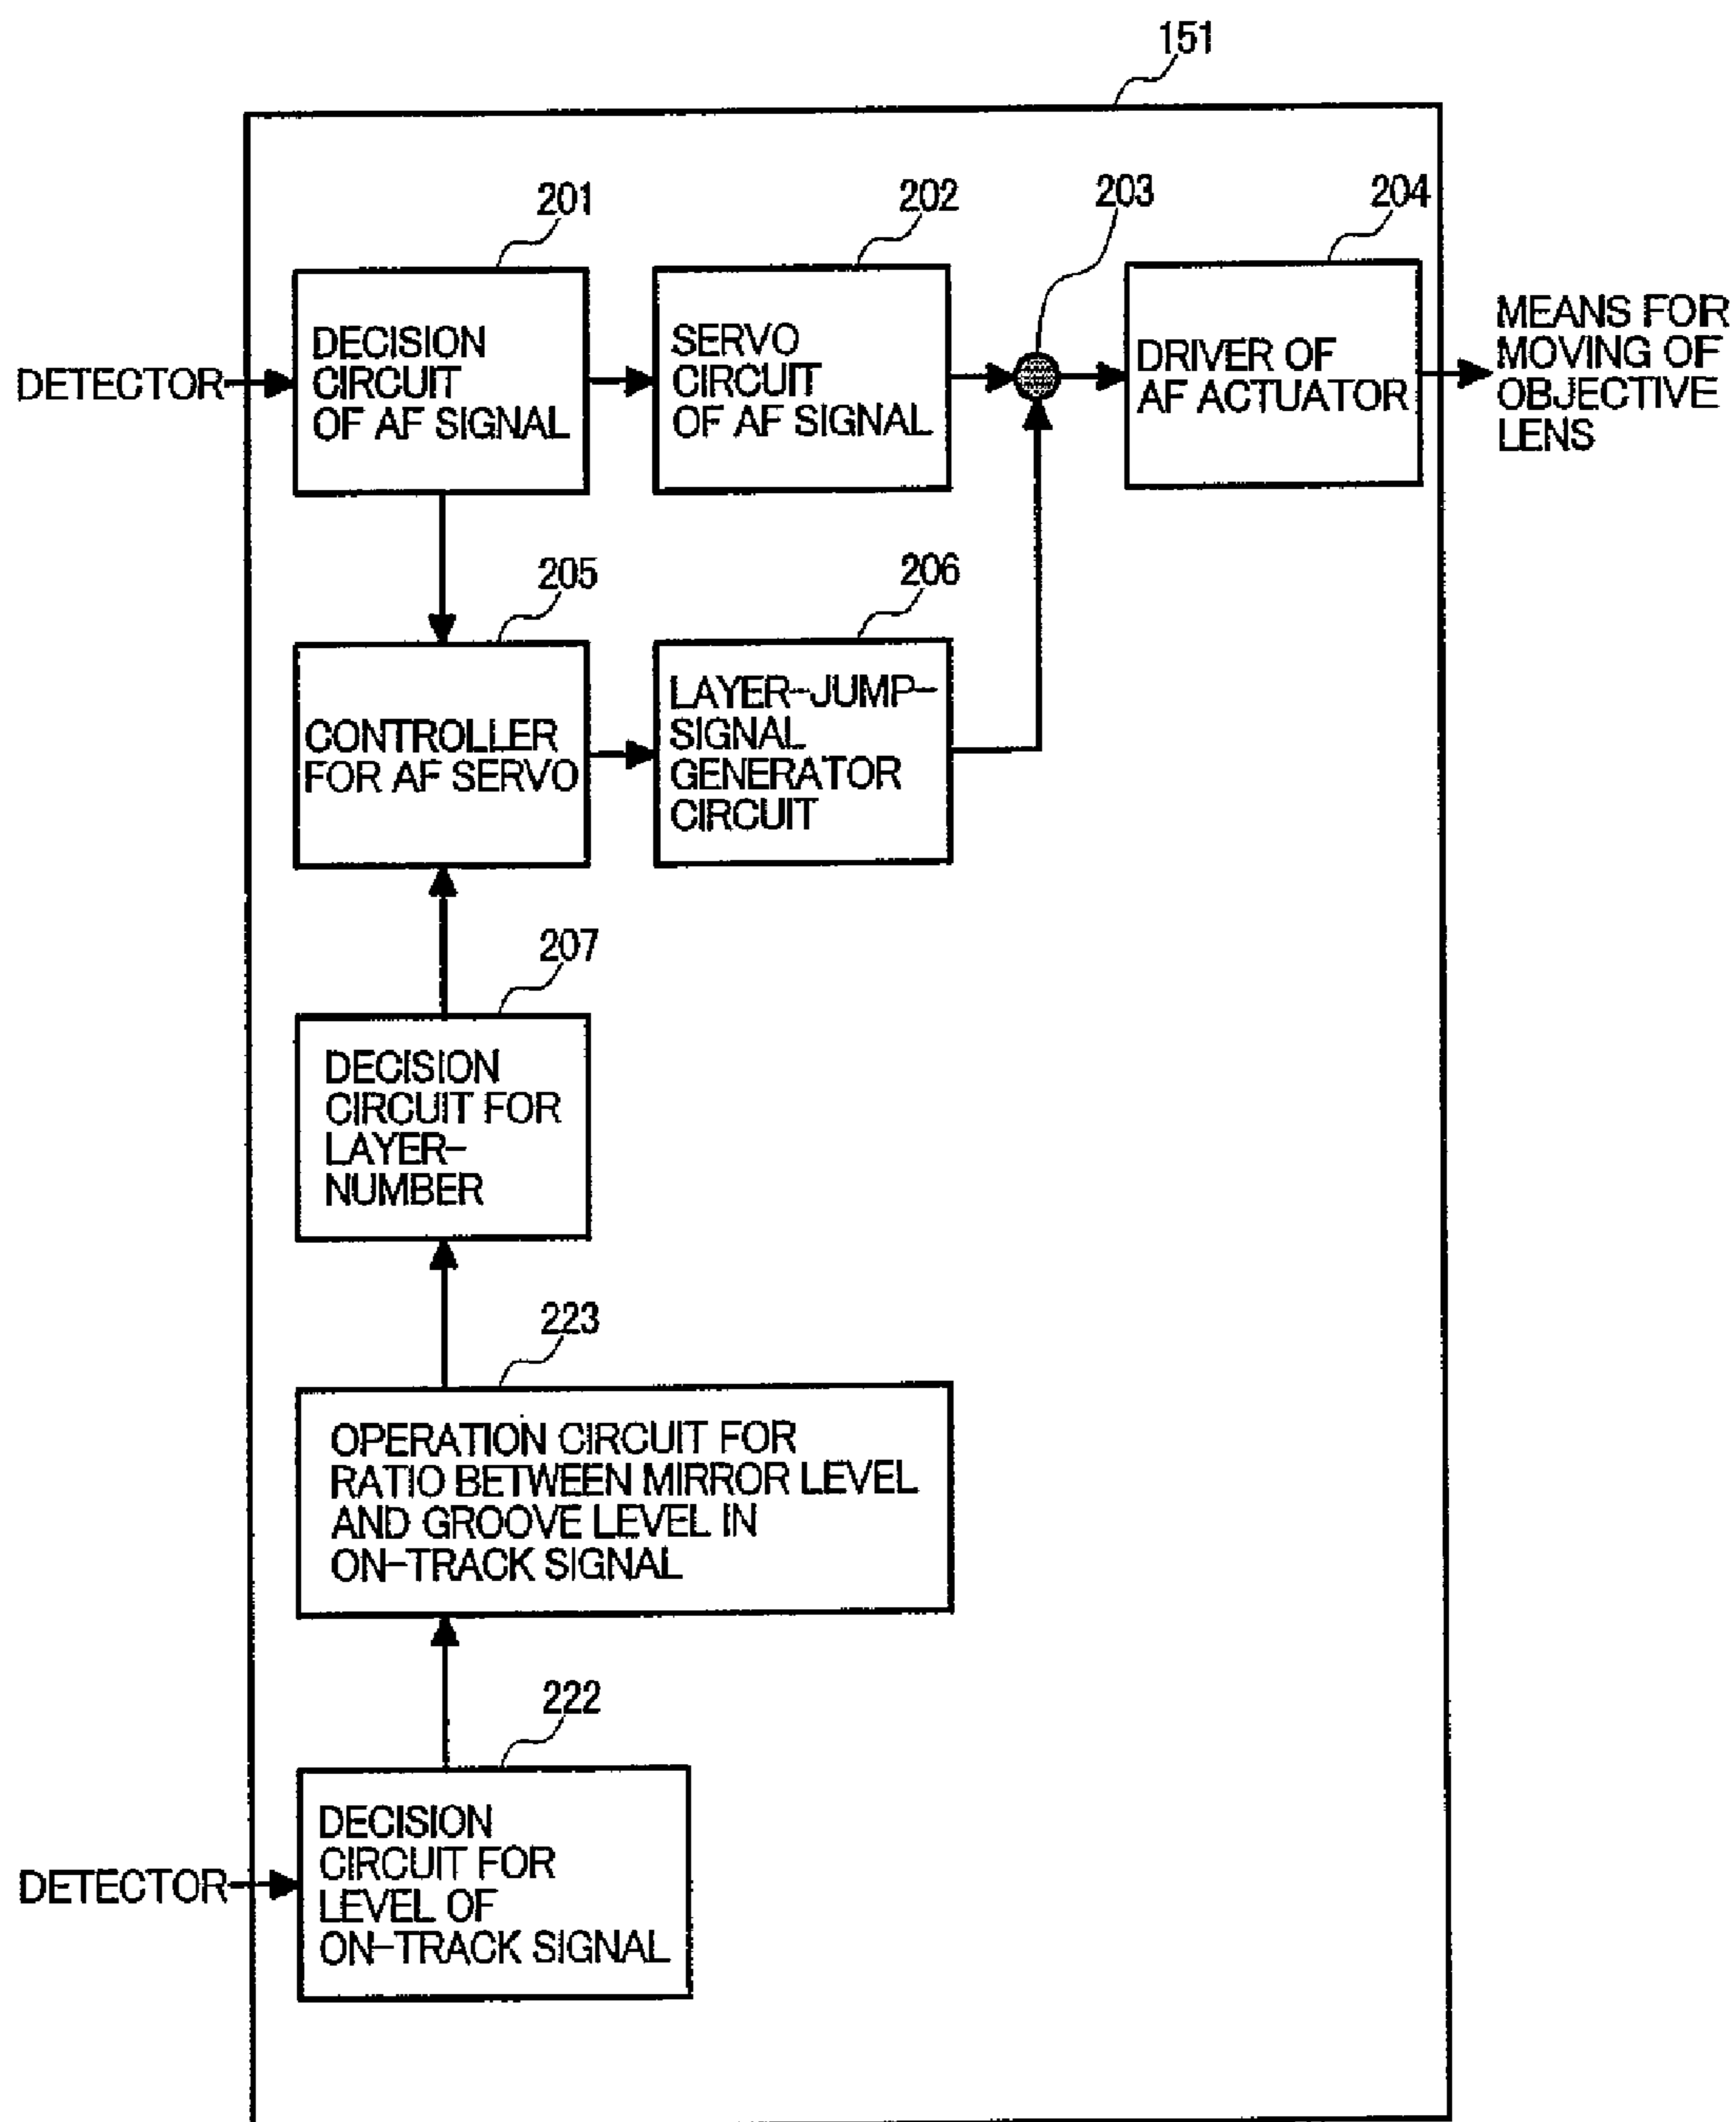 151
201
202
203
204
DETECTOR
DECISION
CIRCUIT
OF AF SIGNAL
SERVO
CIRCUIT
OF AF SIGNAL
DRIVER OF
AF ACTUATOR
MEANS FOR
MOVING OF
OBJECTIVE
LENS
205
206
CONTROLLER
FOR AF SERVO
LAYER-JUMP-
SIGNAL
GENERATOR
CIRCUIT
207
DECISION
CIRCUIT FOR
LAYER-
NUMBER
223
OPERATION CIRCUIT FOR
RATIO BETWEEN MIRROR LEVEL
AND GROOVE LEVEL IN
ON-TRACK SIGNAL
222
DETECTOR
DECISION
CIRCUIT FOR
LEVEL OF
ON-TRACK SIGNAL